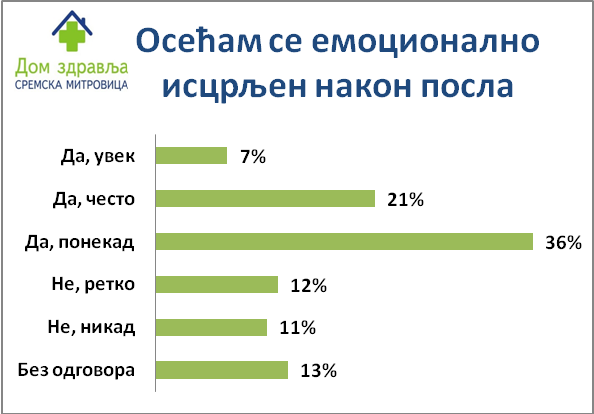 Дом здравља
СРЕМСКА МИТРОВИЦА
Осећам се емоционално
исцрљен након посла
Да, увек 7%
Да, често 21%
Да, понекад 36%
Не, ретко 12%
Не, никад 11%
Без одговора 13%